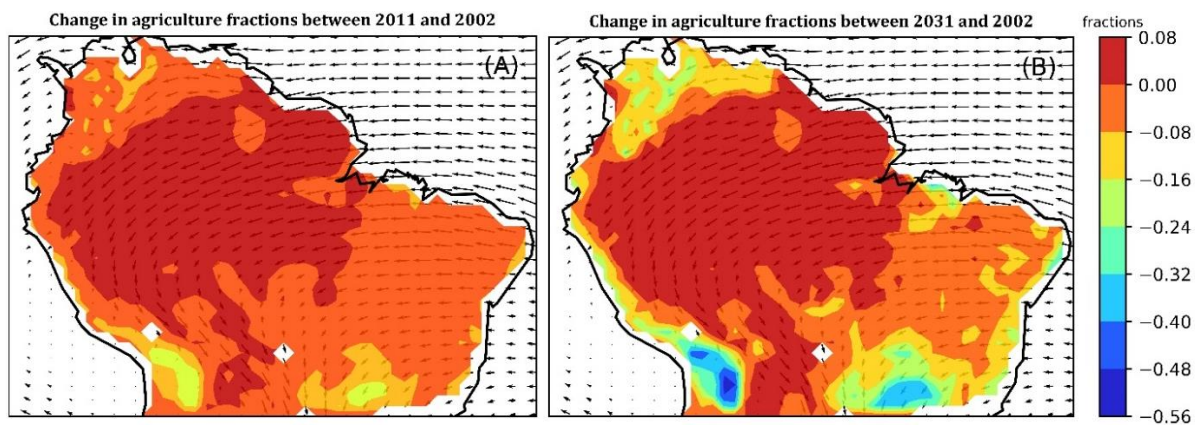 Change in agriculture fractions between 2011 and 2002
Change in agriculture fractions between 2031 and 2002
fractions
(A)
(B)
0.08
0.00
−0.08
−0.16
−0.24
−0.32
−0.40
−0.48
−0.56